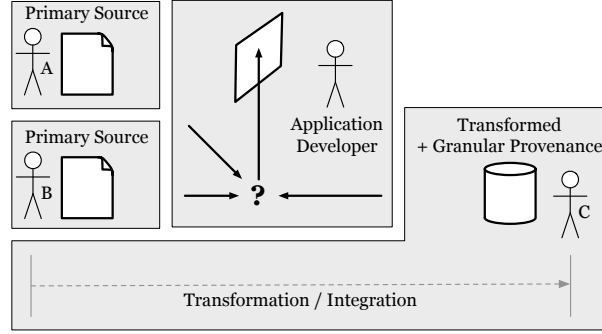 Primary Source
A
Primary Source
B
Application
Developer
?
Transformed
+ Granular Provenance
C
Transformation / Integration